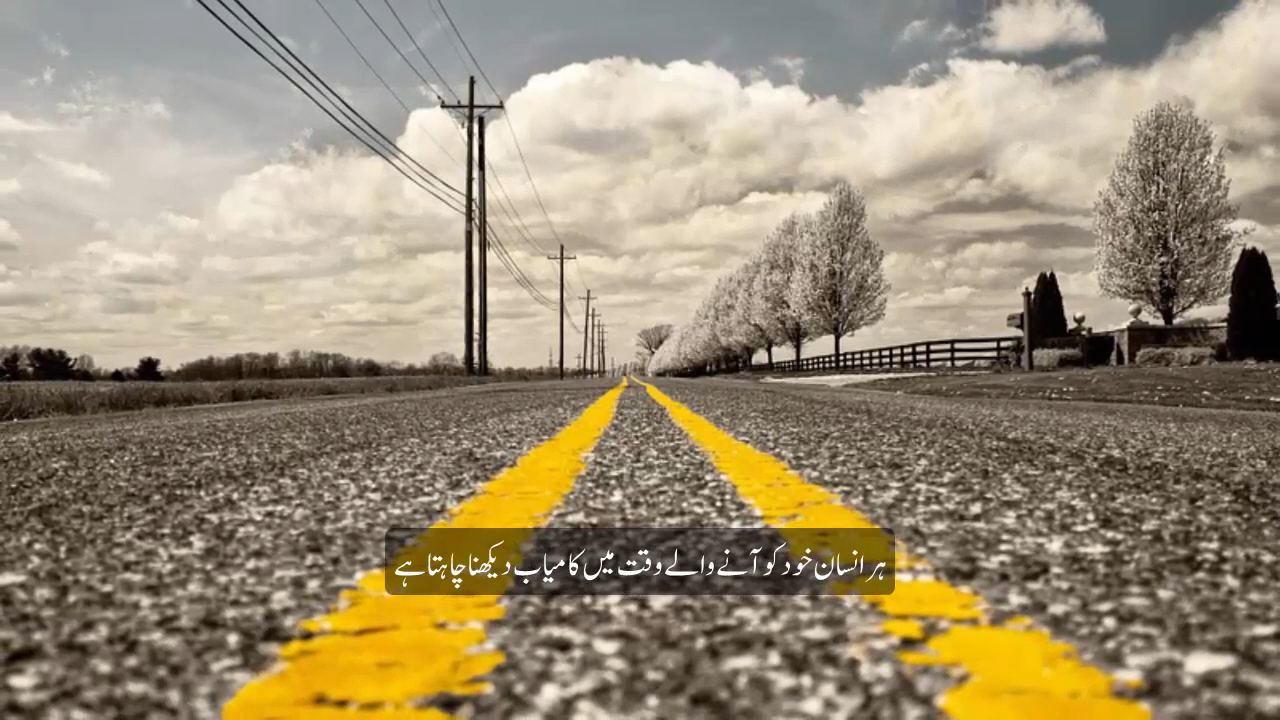 ہر انسان خود کو آنے والے وقت میں کامیاب دیکھنا چاہتا ہے